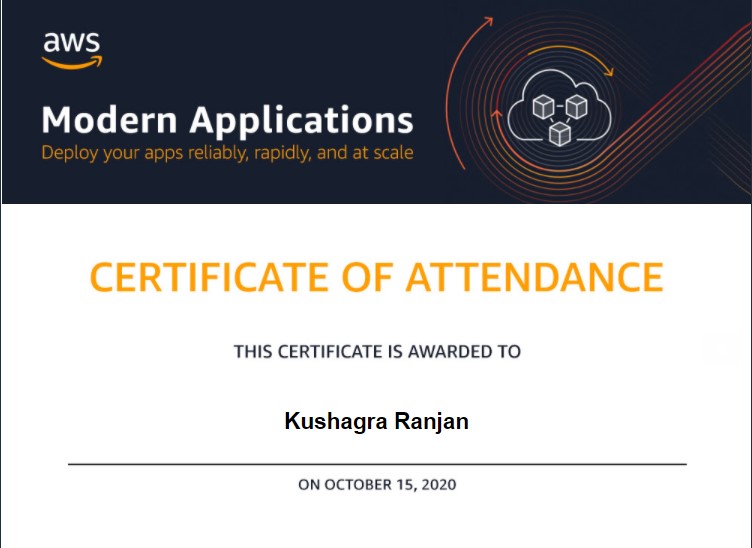 aws
Modern Applications
Deploy your apps reliably, rapidly, and at scale
CERTIFICATE OF ATTENDANCE
THIS CERTIFICATE IS AWARDED TO
Kushagra Ranjan
ON OCTOBER 15, 2020